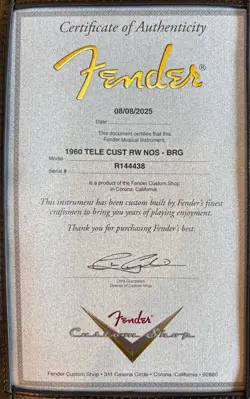 Certificate of Authenticity
Fender®
08/08/2025
Date
This document certifies that this
Fender Musical Instrument,
1960 TELE CUST RW NOS - BRG
Model
R144438
Serial #
is a product of the Fender Custom Shop
in Corona, California
This instrument has been custom built by Fender's finest
craftsmen to bring you years of playing enjoyment.
Thank you for purchasing Fender's best.
Director of Custom Shop
Fender
Custom Shop
Fender Custom Shop • 311 Cessna Circle • Corona, California • 92880